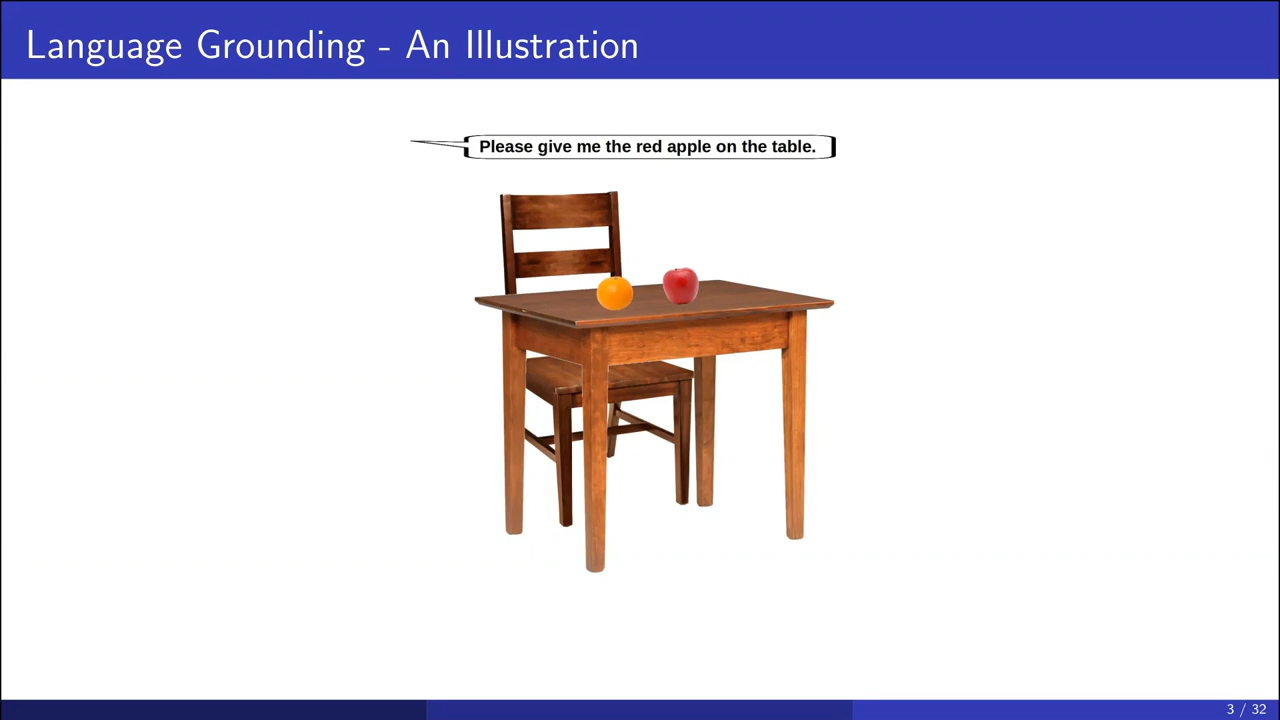 Language Grounding - An Illustration
Please give me the red apple on the table.
3 / 32